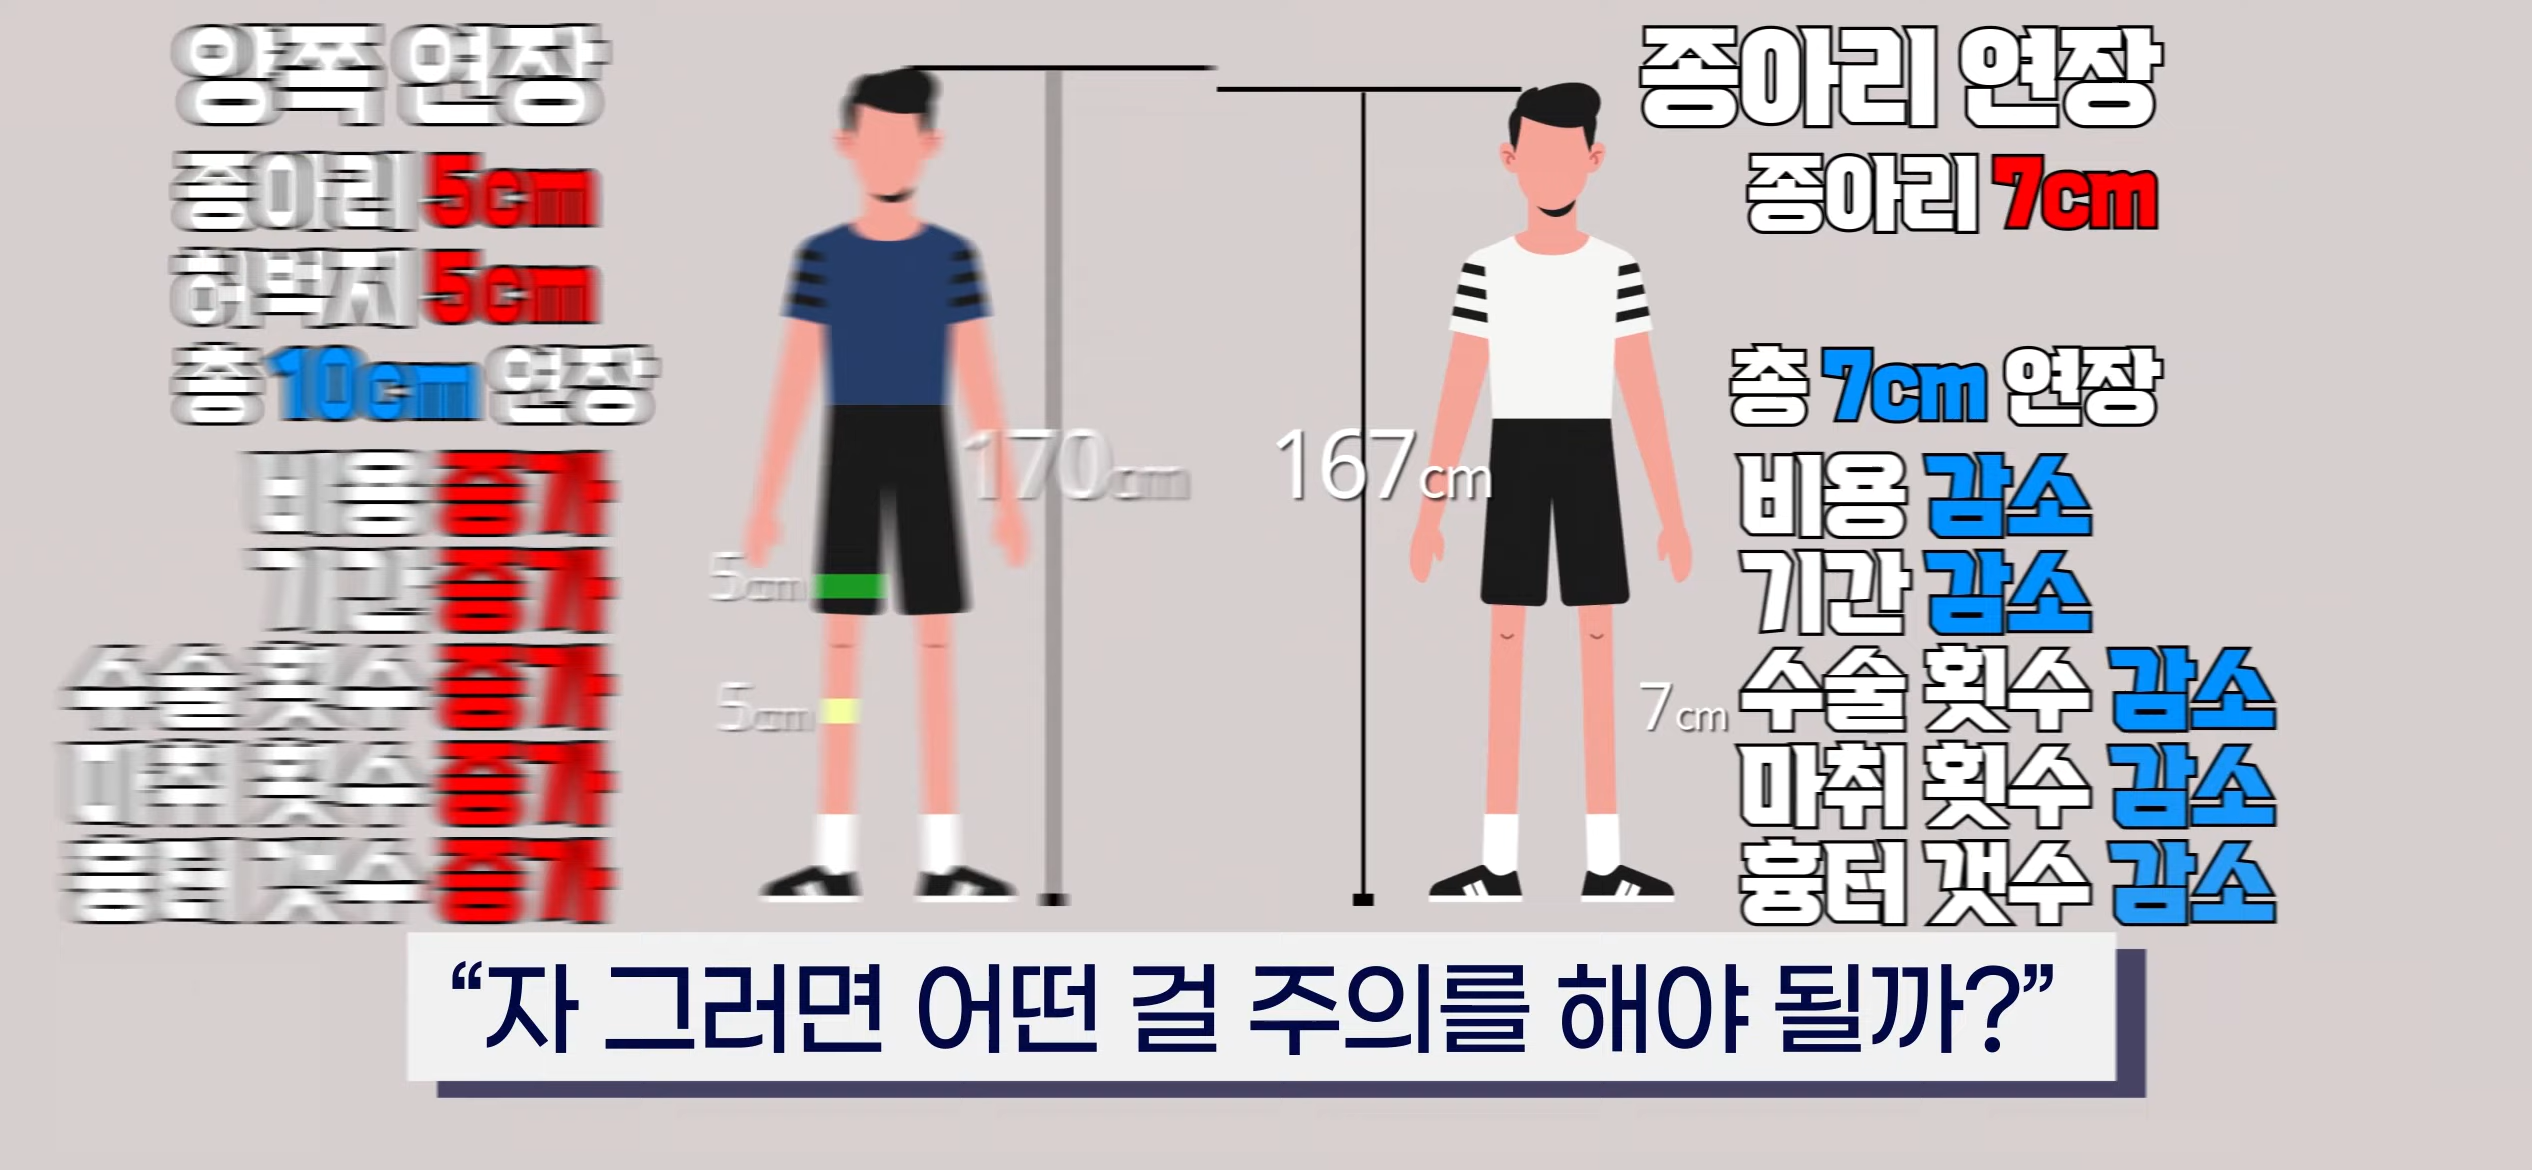 양쪽 연장
종아리 5cm
허벅지 5cm
총 10cm 연장
비용 증가
기간 증가
수술 횟수 증가
마취 횟수 증가
흉터 갯수 증가
170cm
5cm
5cm
167cm
7cm
종아리 연장
종아리 7cm
총 7cm 연장
비용 감소
기간 감소
수술 횟수 감소
마취 횟수 감소
흉터 갯수 감소
“자 그러면 어떤 걸 주의를 해야 될까?”